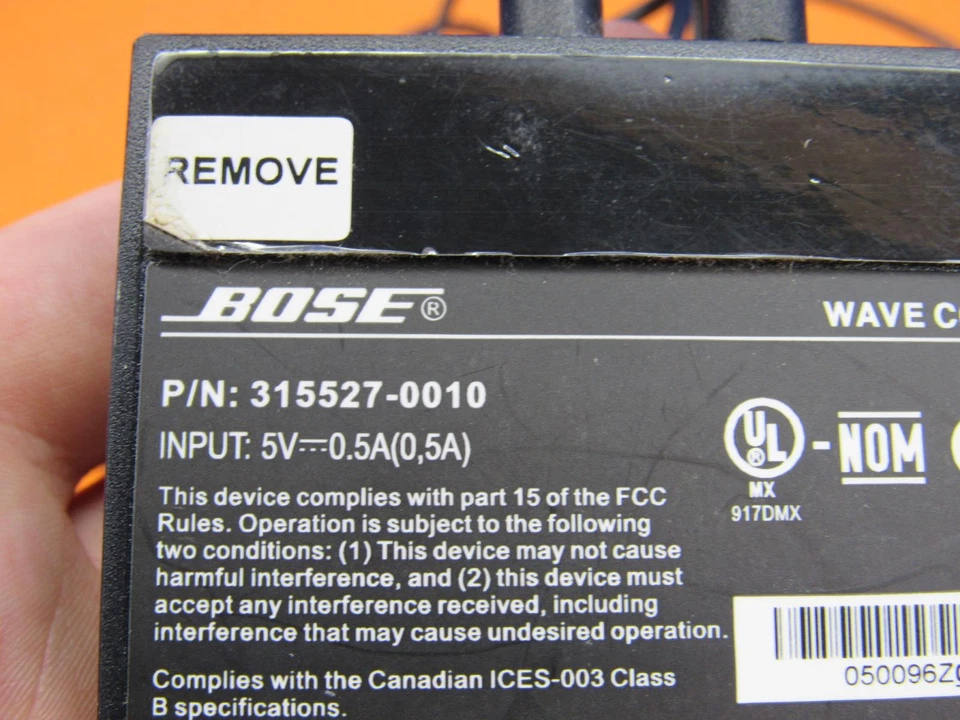 REMOVE
BOSE®
WAVE
P/N: 315527-0010
INPUT: 5V⎓0.5A(0,5A)
UL® - NOM
MX
917DMX
This device complies with part 15 of the FCC
Rules. Operation is subject to the following
two conditions: (1) This device may not cause
harmful interference, and (2) this device must
accept any interference received, including
interference that may cause undesired operation.
050096Z
Complies with the Canadian ICES-003 Class
B specifications.